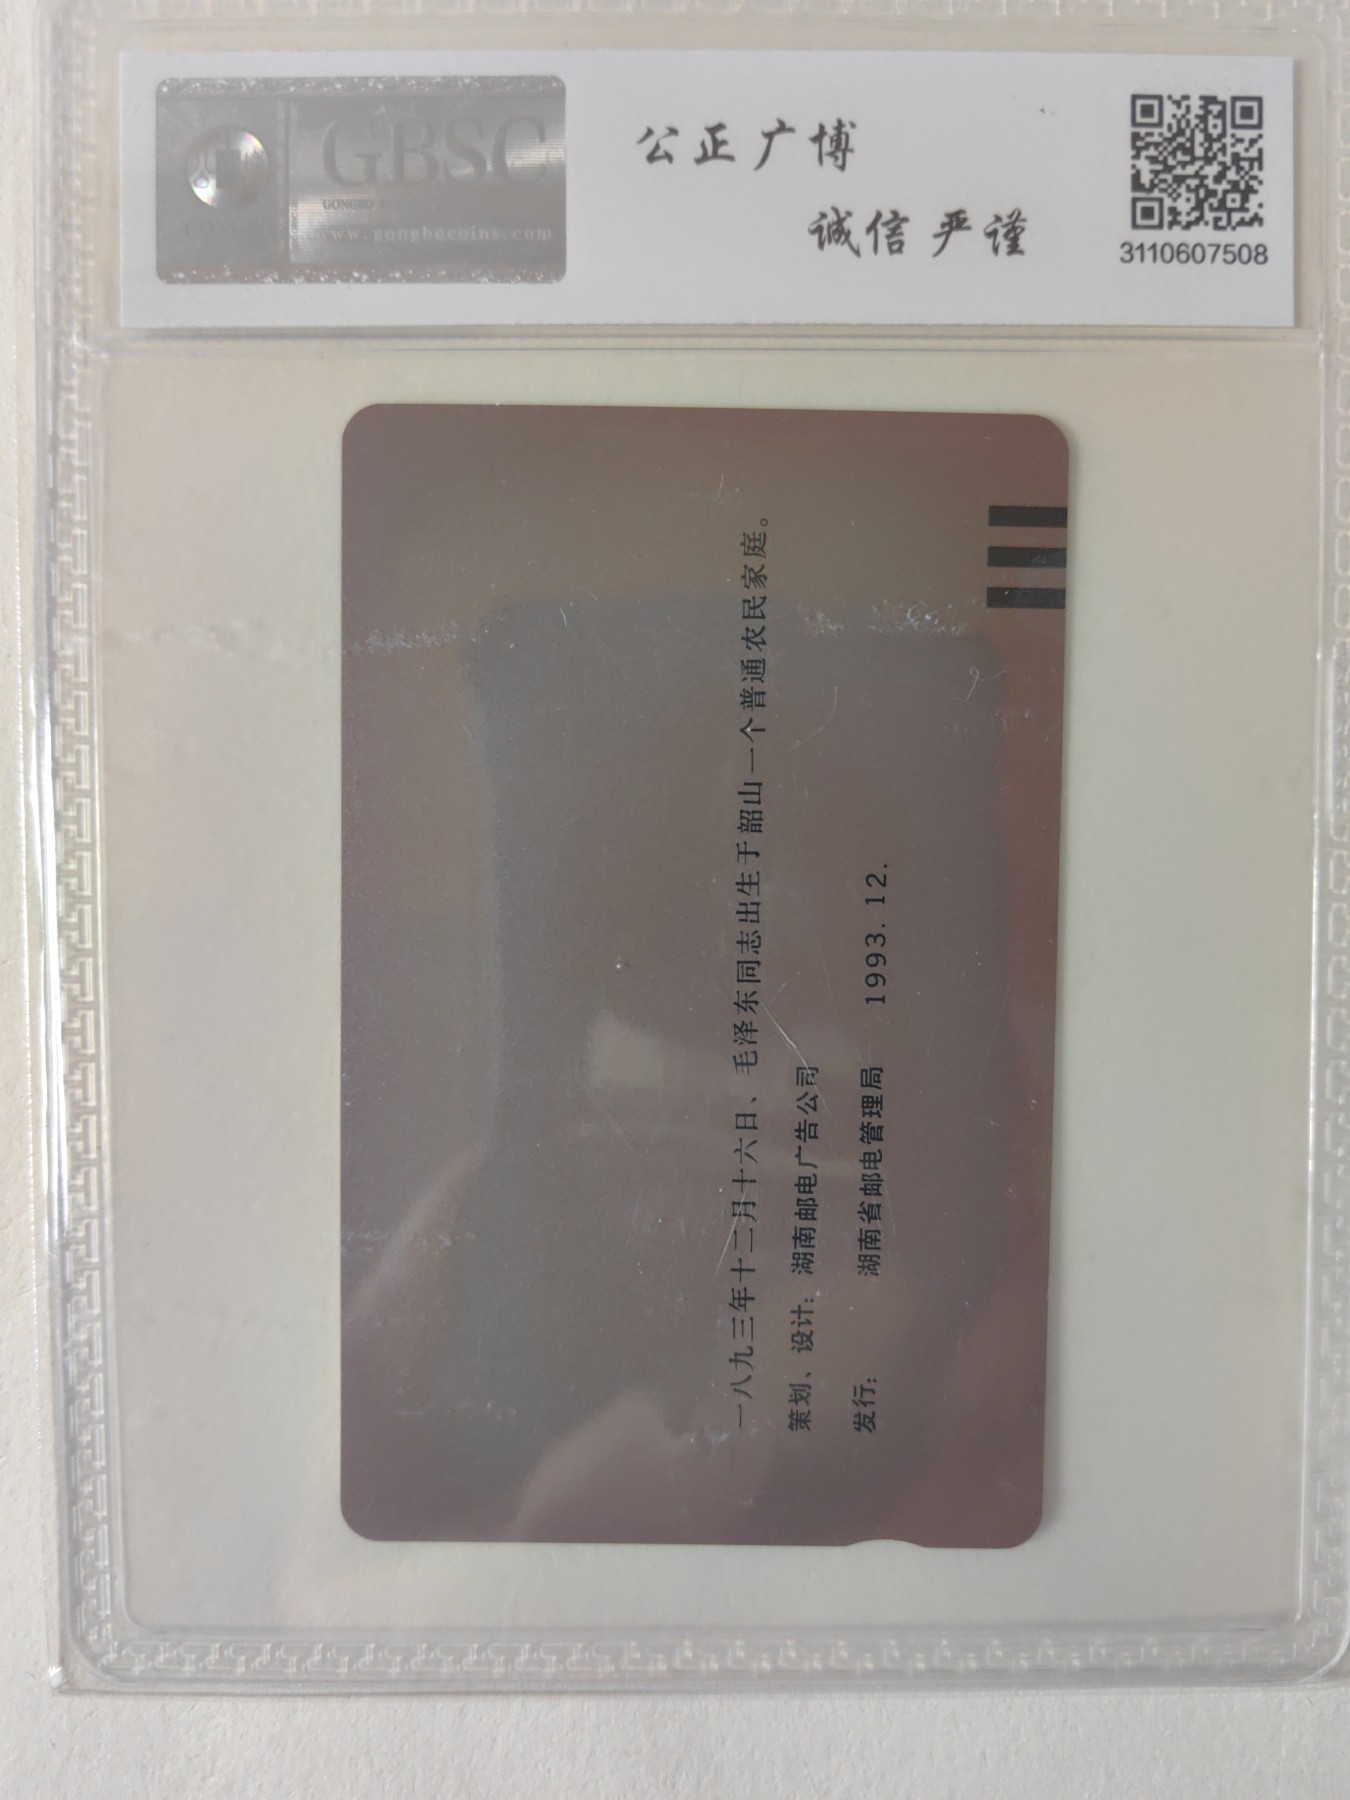 GBSC
www.gongbocoins.com
公正广博
诚信严谨
3110607508
一八九三年十二月十六日、毛泽东同志出生于韶山一个普通农民家庭。
策划、设计：湖南邮电广告公司
发行： 湖南省邮电管理局 1993.12.